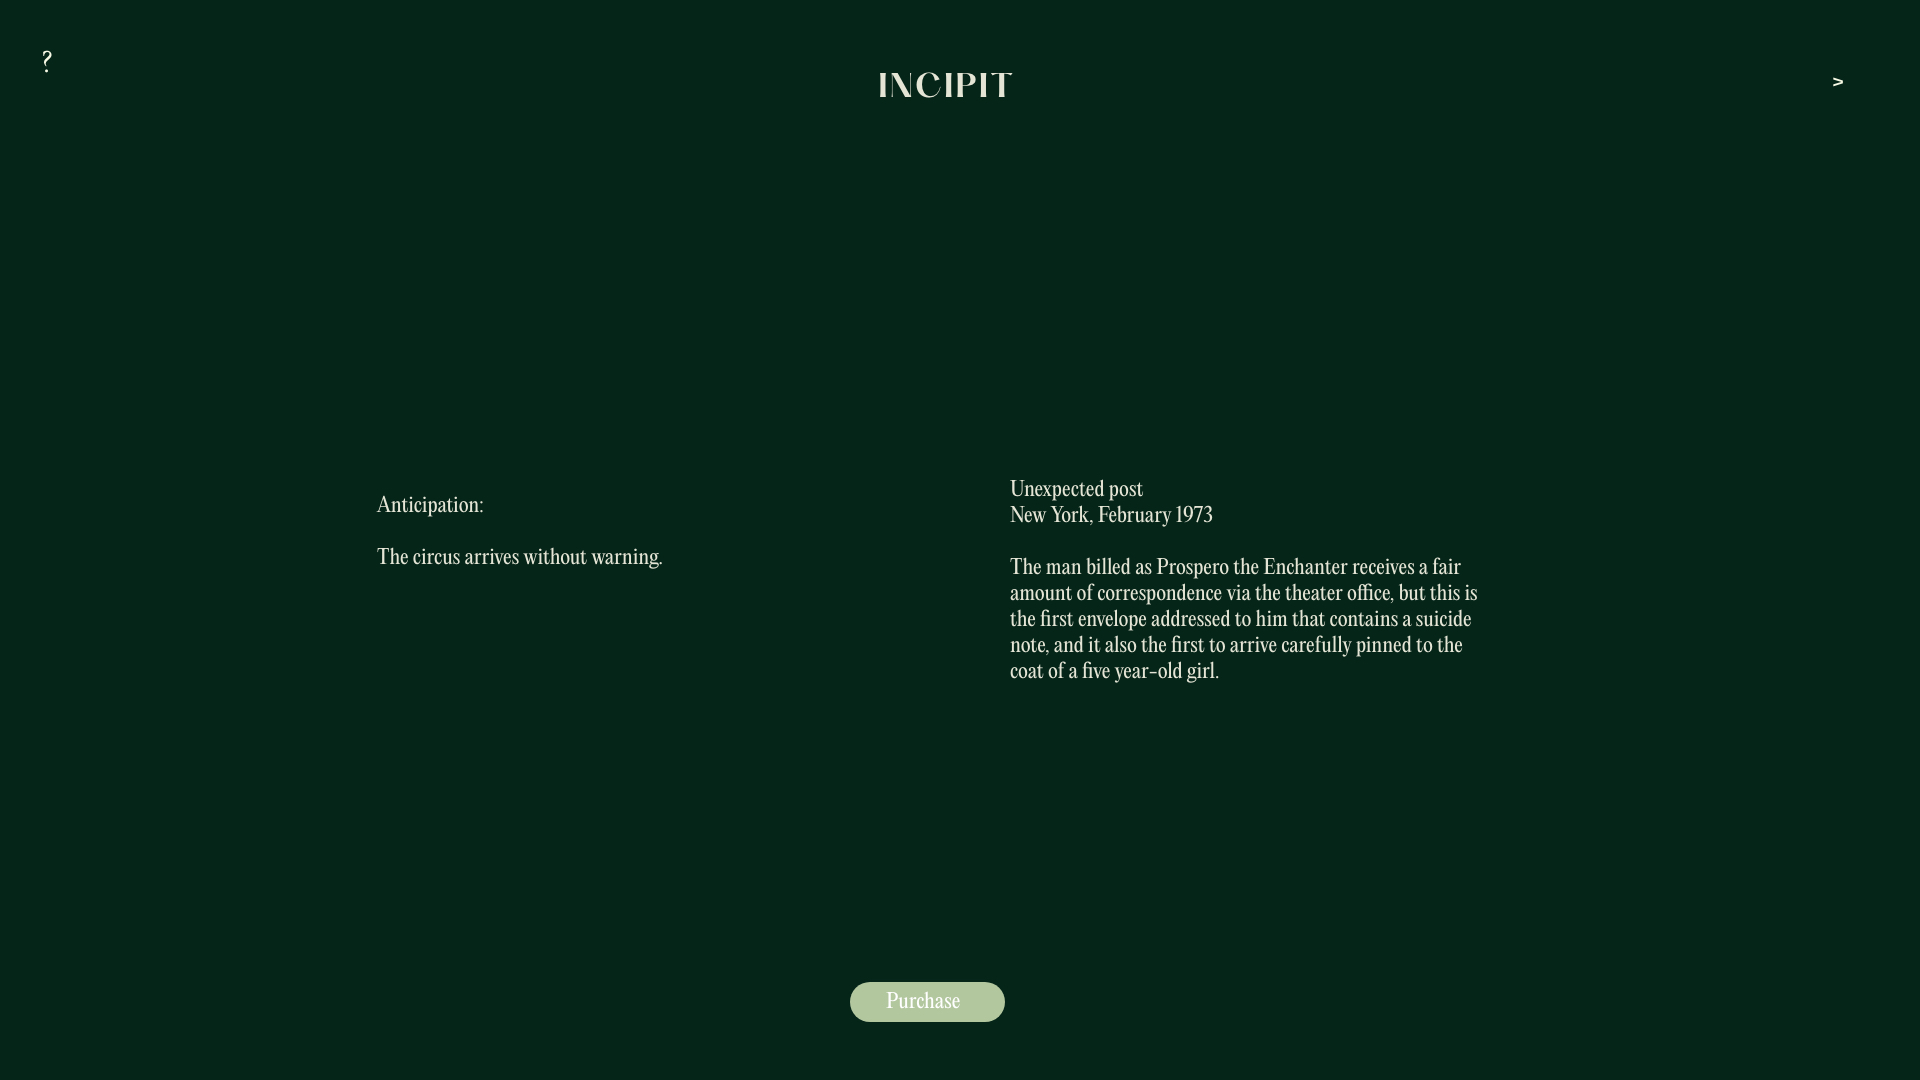 ?
INCIPIT
>
Anticipation:
The circus arrives without warning.
Unexpected post
New York, February 1973
The man billed as Prospero the Enchanter receives a fair
amount of correspondence via the theater office, but this is
the first envelope addressed to him that contains a suicide
note, and it also the first to arrive carefully pinned to the
coat of a five year-old girl.
Purchase